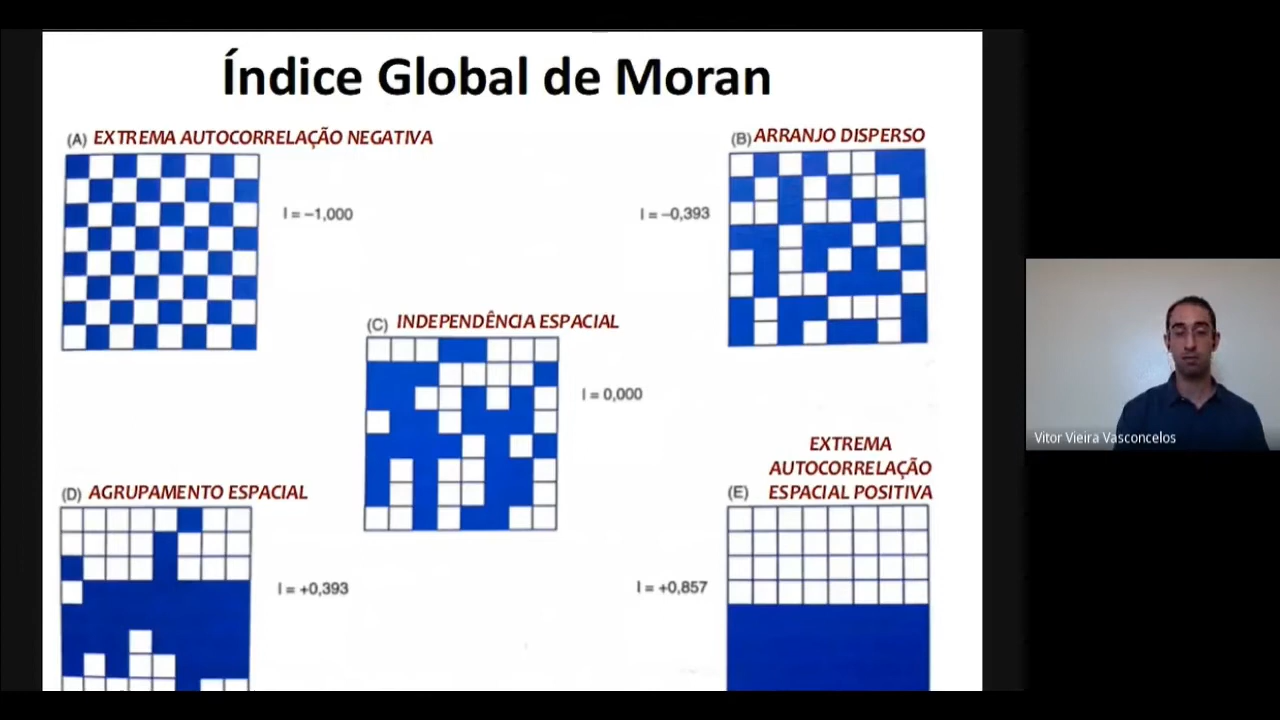 Índice Global de Moran
(A) EXTREMA AUTOCORRELAÇÃO NEGATIVA
I = –1,000
(B) ARRANJO DISPERSO
I = –0,393
(C) INDEPENDÊNCIA ESPACIAL
I = 0,000
(D) AGRUPAMENTO ESPACIAL
I = +0,393
EXTREMA
AUTOCORRELAÇÃO
(E) ESPACIAL POSITIVA
I = +0,857
Vitor Vieira Vasconcelos